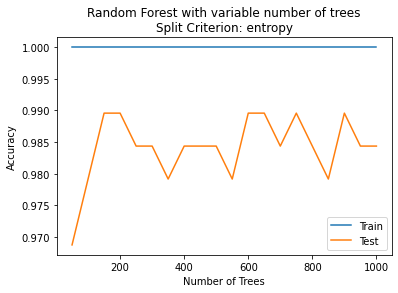 Random Forest with variable number of trees
Split Criterion: entropy
1.000
0.995
0.990
0.985
0.980
0.975
0.970
Accuracy
200
400
600
800
1000
Number of Trees
Train
Test